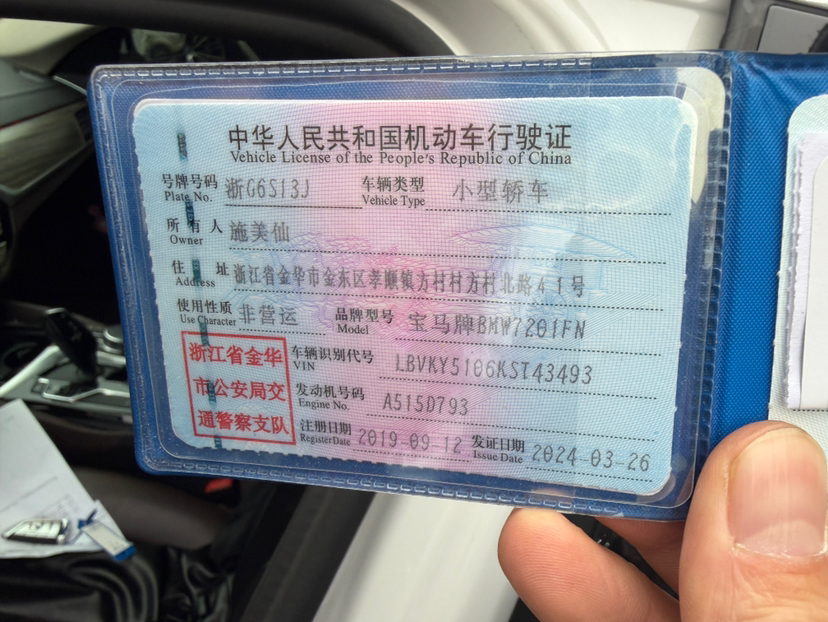 中华人民共和国机动车行驶证
Vehicle License of the People's Republic of China
号牌号码 浙G6S13J 车辆类型 小型轿车
Plate No. Vehicle Type
所有人 施美仙
Owner
住址 浙江省金华市金东区孝顺镇方村村方村北路41号
Address
使用性质 非营运 品牌型号 宝马牌BMW7201FN
Use Character Model
浙江省金华
市公安局交
通警察支队
车辆识别代号 LBVKY5106KST43493
VIN
发动机号码 A515D793
Engine No.
注册日期 2019-09-12 发证日期 2024-03-26
RegisterDate Issue Date